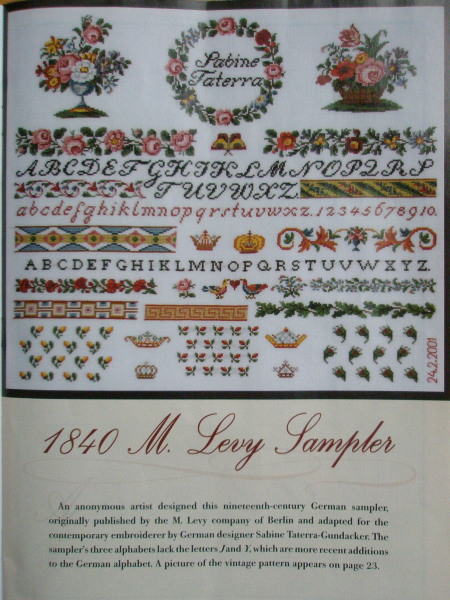 Sabine
Taterra
ABCDEFGHIKLMNOPQRS
TUVWXZ
abcdefghiklmnopqrstuvwxz.12345678910.
ABCDEFGHIKLMNOPQRSTUVWXYZ.
24.2.2001
1840 M. Levy Sampler
An anonymous artist designed this nineteenth-century German sampler,
originally published by the M. Levy company of Berlin and adapted for the
contemporary embroiderer by German designer Sabine Taterra-Gundacker. The
sampler's three alphabets lack the letters J and Y, which are more recent additions
to the German alphabet. A picture of the vintage pattern appears on page 23.